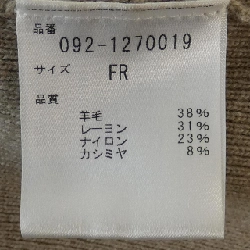 品番
092-1270019
サイズ FR
品質
羊毛 38%
レーヨン 31%
ナイロン 23%
カシミヤ 8%